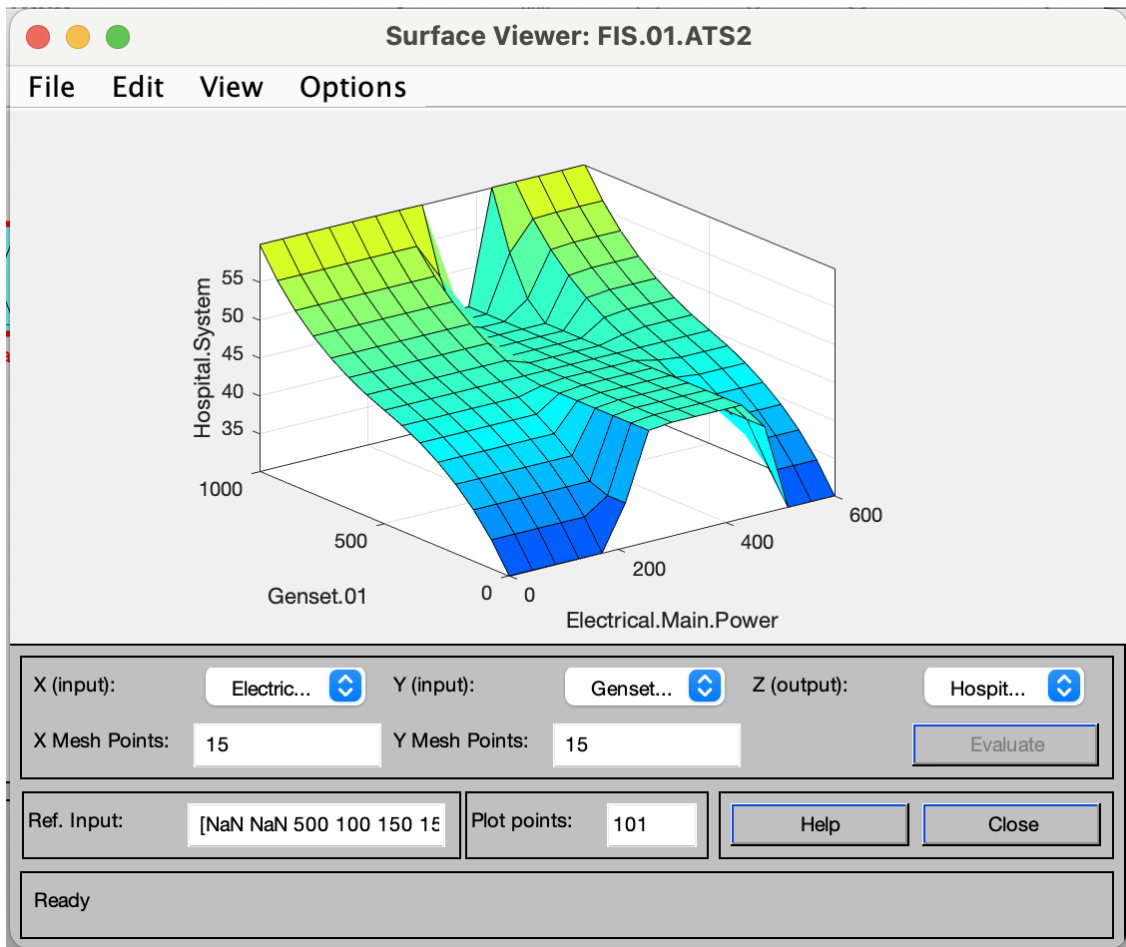 Surface Viewer: FIS.01.ATS2
File Edit View Options
Hospital.System
55
50
45
40
35
1000
500
0
0
200
400
600
Genset.01
Electrical.Main.Power
X (input): Electric... Y (input): Genset... Z (output): Hospit...
X Mesh Points: 15 Y Mesh Points: 15 Evaluate
Ref. Input: [NaN NaN 500 100 150 15 Plot points: 101 Help Close
Ready